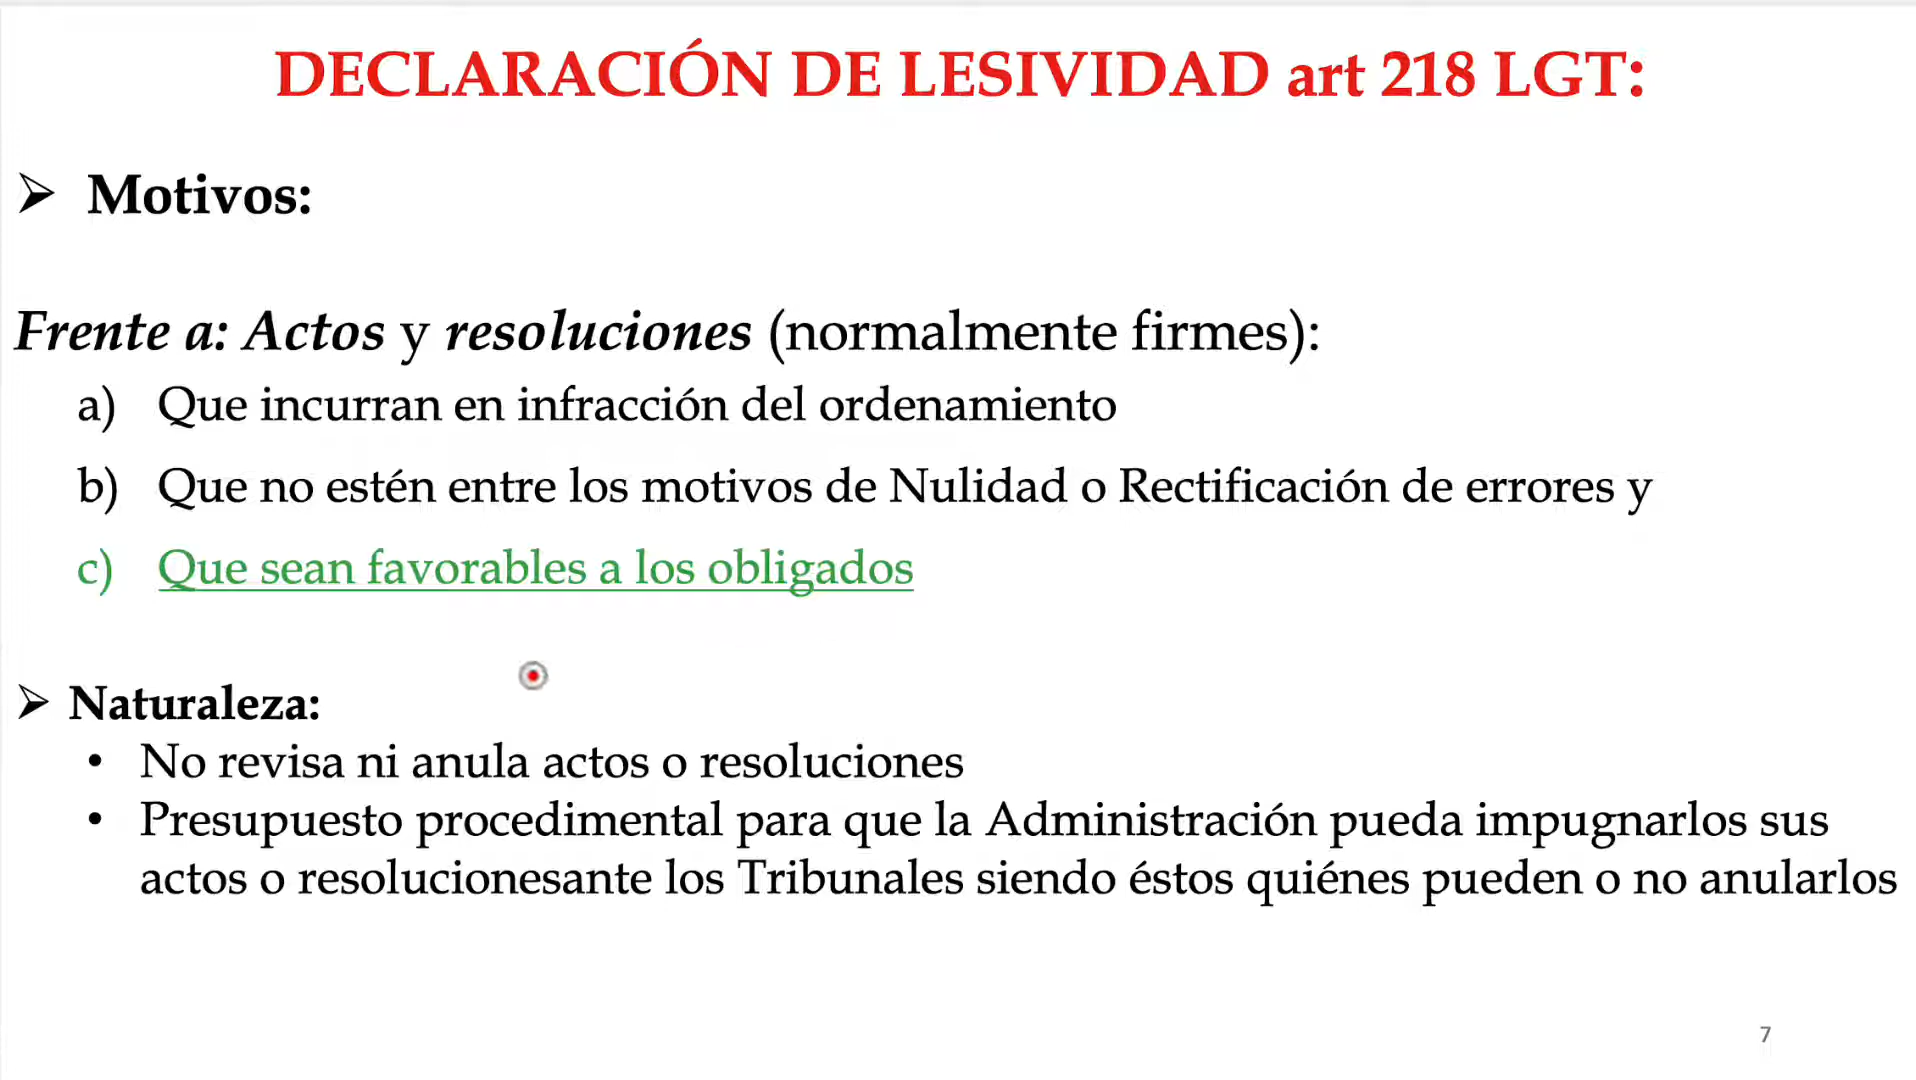 DECLARACIÓN DE LESIVIDAD art 218 LGT:
➢ Motivos:
Frente a: Actos y resoluciones (normalmente firmes):
a) Que incurran en infracción del ordenamiento
b) Que no estén entre los motivos de Nulidad o Rectificación de errores y
c) Que sean favorables a los obligados
➢ Naturaleza:
• No revisa ni anula actos o resoluciones
• Presupuesto procedimental para que la Administración pueda impugnarlos sus
actos o resolucionesante los Tribunales siendo éstos quiénes pueden o no anularlos
7